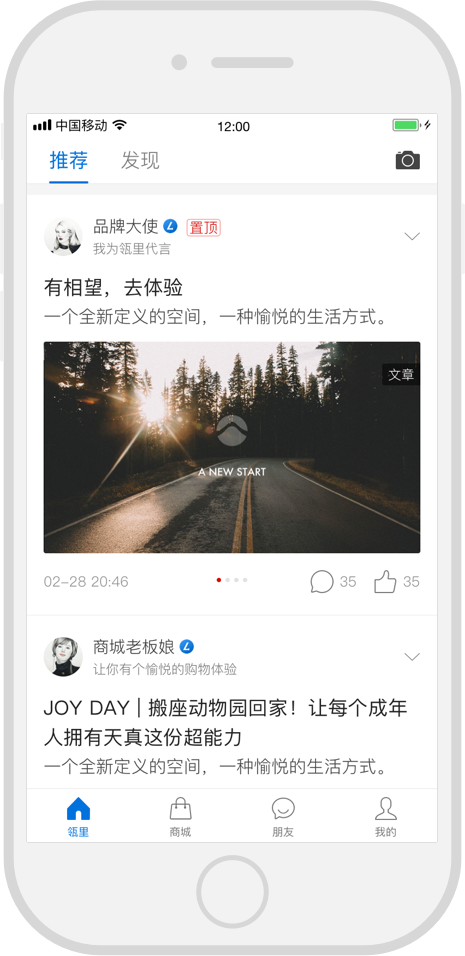 中国移动
12:00
推荐 发现
品牌大使 置顶
我为瓴里代言
有相望，去体验
一个全新定义的空间，一种愉悦的生活方式。
文章
A NEW START
02-28 20:46 35 35
商城老板娘
让你有个愉悦的购物体验
JOY DAY | 搬座动物园回家！让每个成年
人拥有天真这份超能力
一个全新定义的空间，一种愉悦的生活方式。
瓴里 商城 朋友 我的